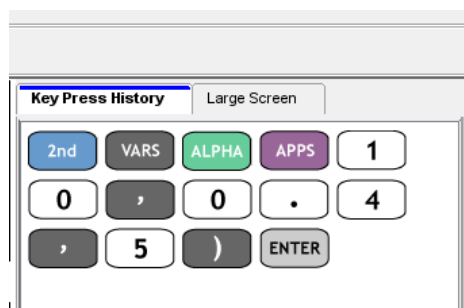 Key Press History Large Screen
2nd VARS ALPHA APPS 1
0 , 0 . 4
, 5 ) ENTER